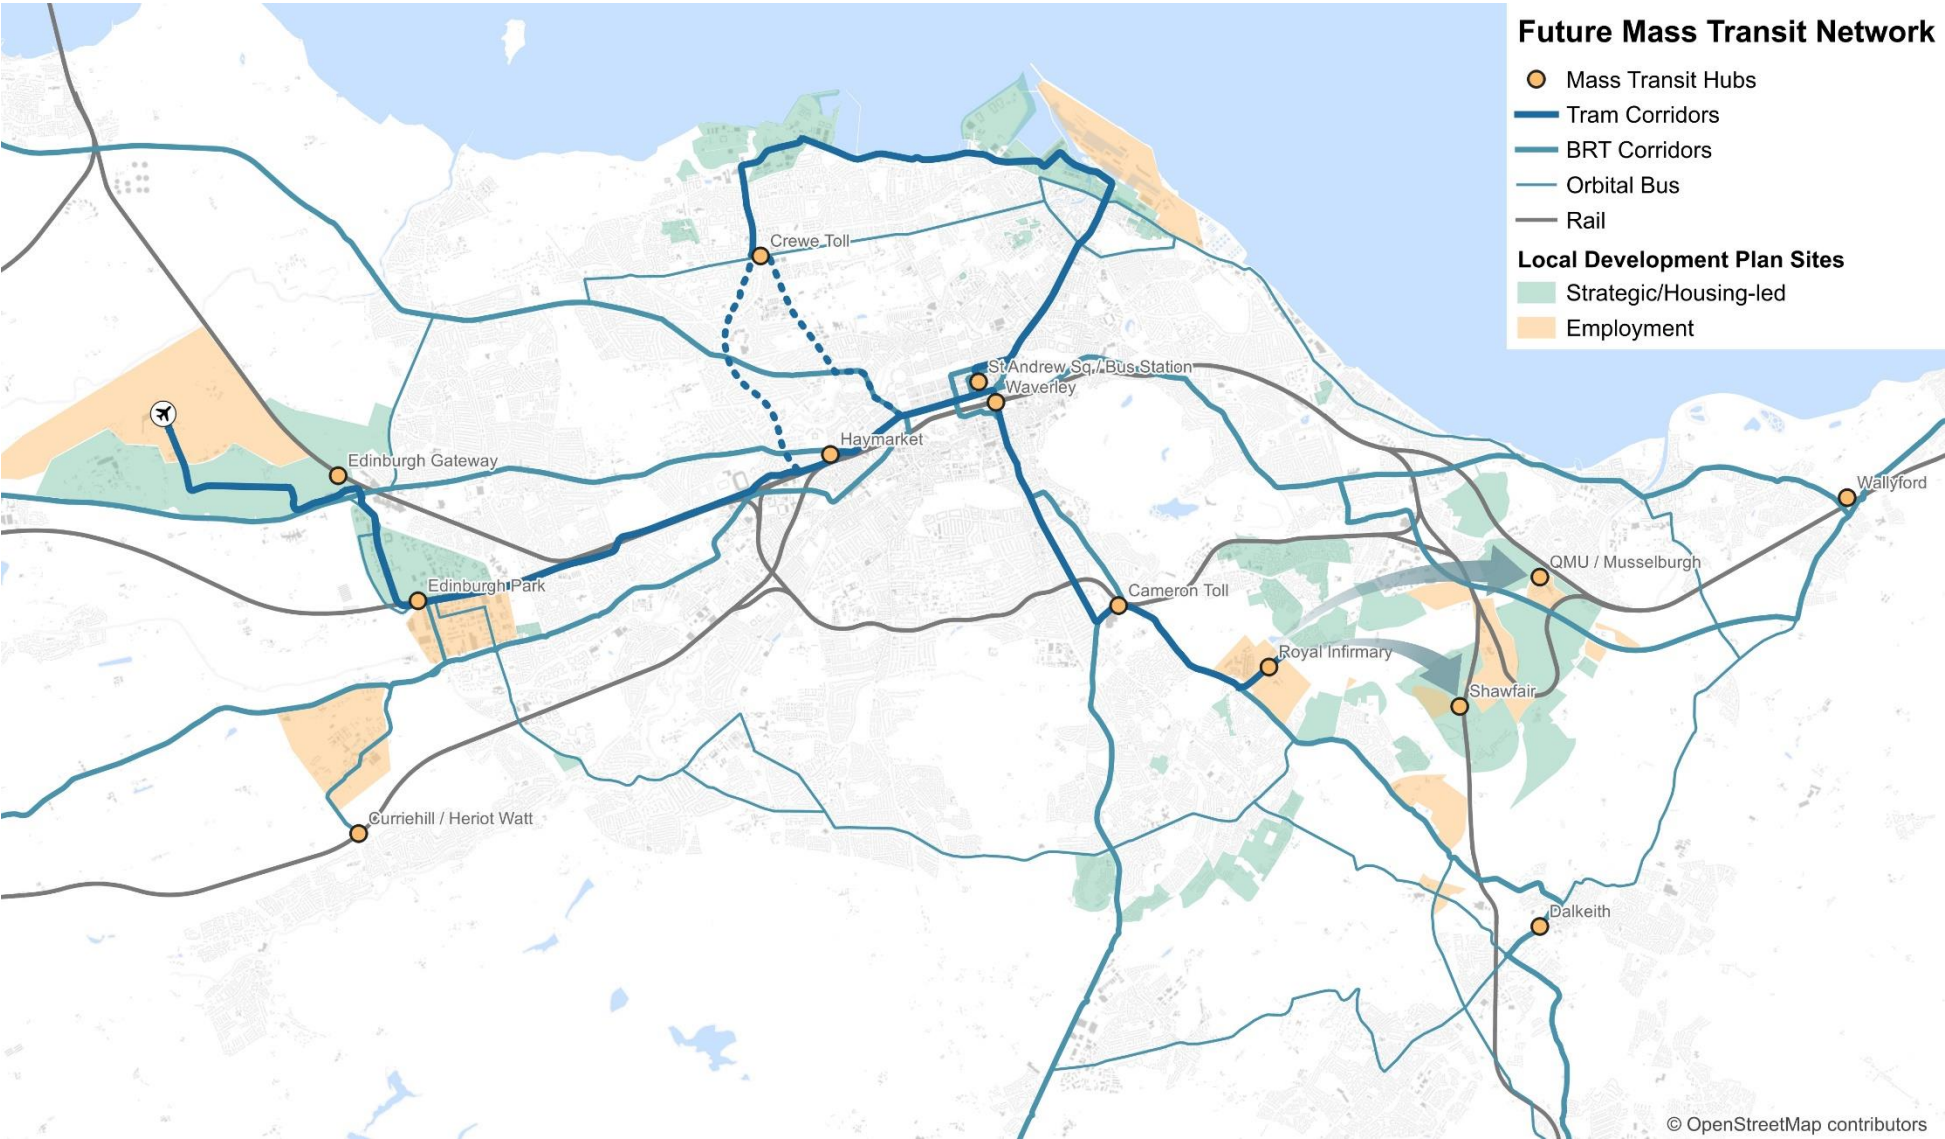 Future Mass Transit Network
Mass Transit Hubs
Tram Corridors
BRT Corridors
Orbital Bus
Rail
Local Development Plan Sites
Strategic/Housing-led
Employment
Crewe Toll
St Andrew Sq / Bus Station
Waverley
Haymarket
Edinburgh Gateway
Wallyford
QMU / Musselburgh
Edinburgh Park
Cameron Toll
Royal Infirmary
Shawfair
Curriehill / Heriot Watt
Dalkeith
© OpenStreetMap contributors